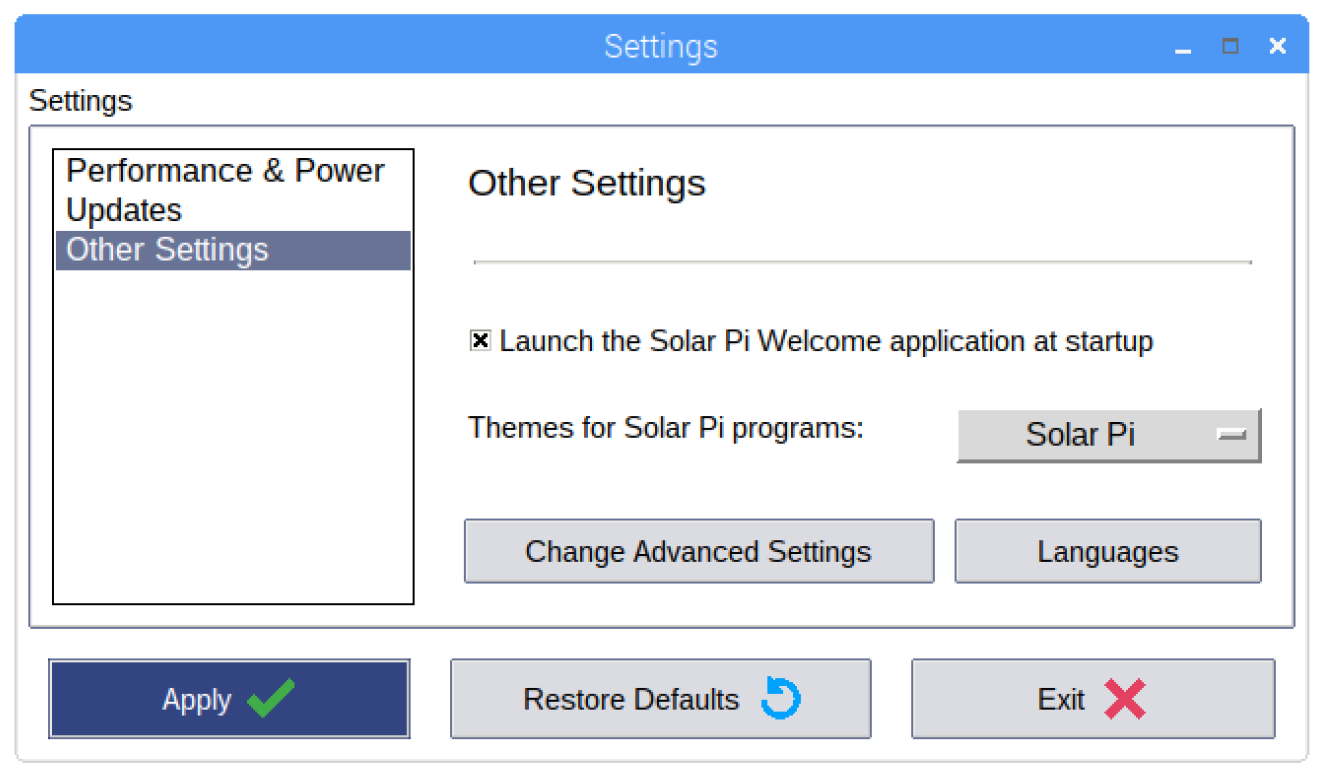 Settings
Settings
Performance & Power
Updates
Other Settings
Other Settings
Launch the Solar Pi Welcome application at startup
Themes for Solar Pi programs:
Solar Pi
Change Advanced Settings
Languages
Apply
Restore Defaults
Exit